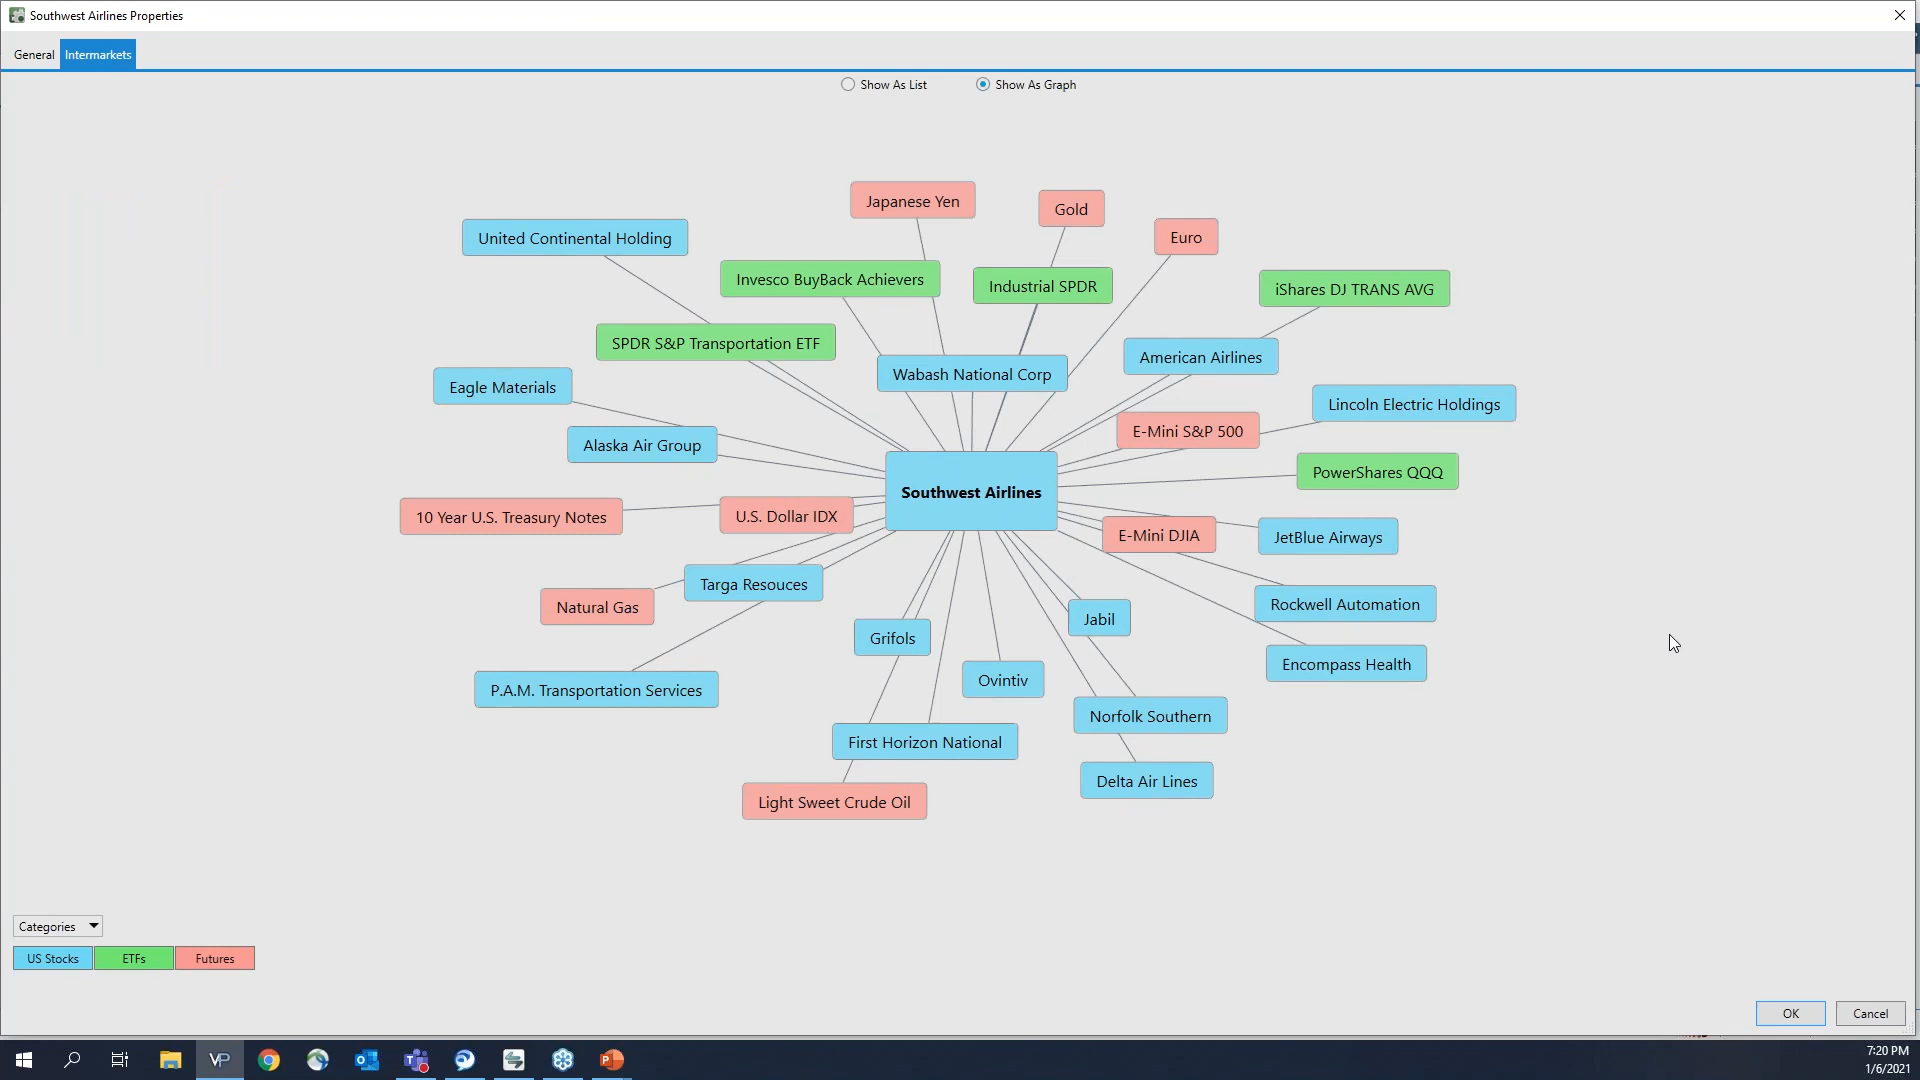 Southwest Airlines Properties
General
Intermarkets
Show As List
Show As Graph
Japanese Yen
Gold
Euro
United Continental Holding
Invesco BuyBack Achievers
Industrial SPDR
iShares DJ TRANS AVG
SPDR S&P Transportation ETF
American Airlines
Wabash National Corp
Eagle Materials
Lincoln Electric Holdings
E-Mini S&P 500
Alaska Air Group
PowerShares QQQ
Southwest Airlines
10 Year U.S. Treasury Notes
U.S. Dollar IDX
E-Mini DJIA
JetBlue Airways
Targa Resouces
Natural Gas
Rockwell Automation
Jabil
Grifols
Encompass Health
Ovintiv
P.A.M. Transportation Services
Norfolk Southern
First Horizon National
Delta Air Lines
Light Sweet Crude Oil
Categories
US Stocks
ETFs
Futures
OK
Cancel
VP
7:20 PM
1/6/2021